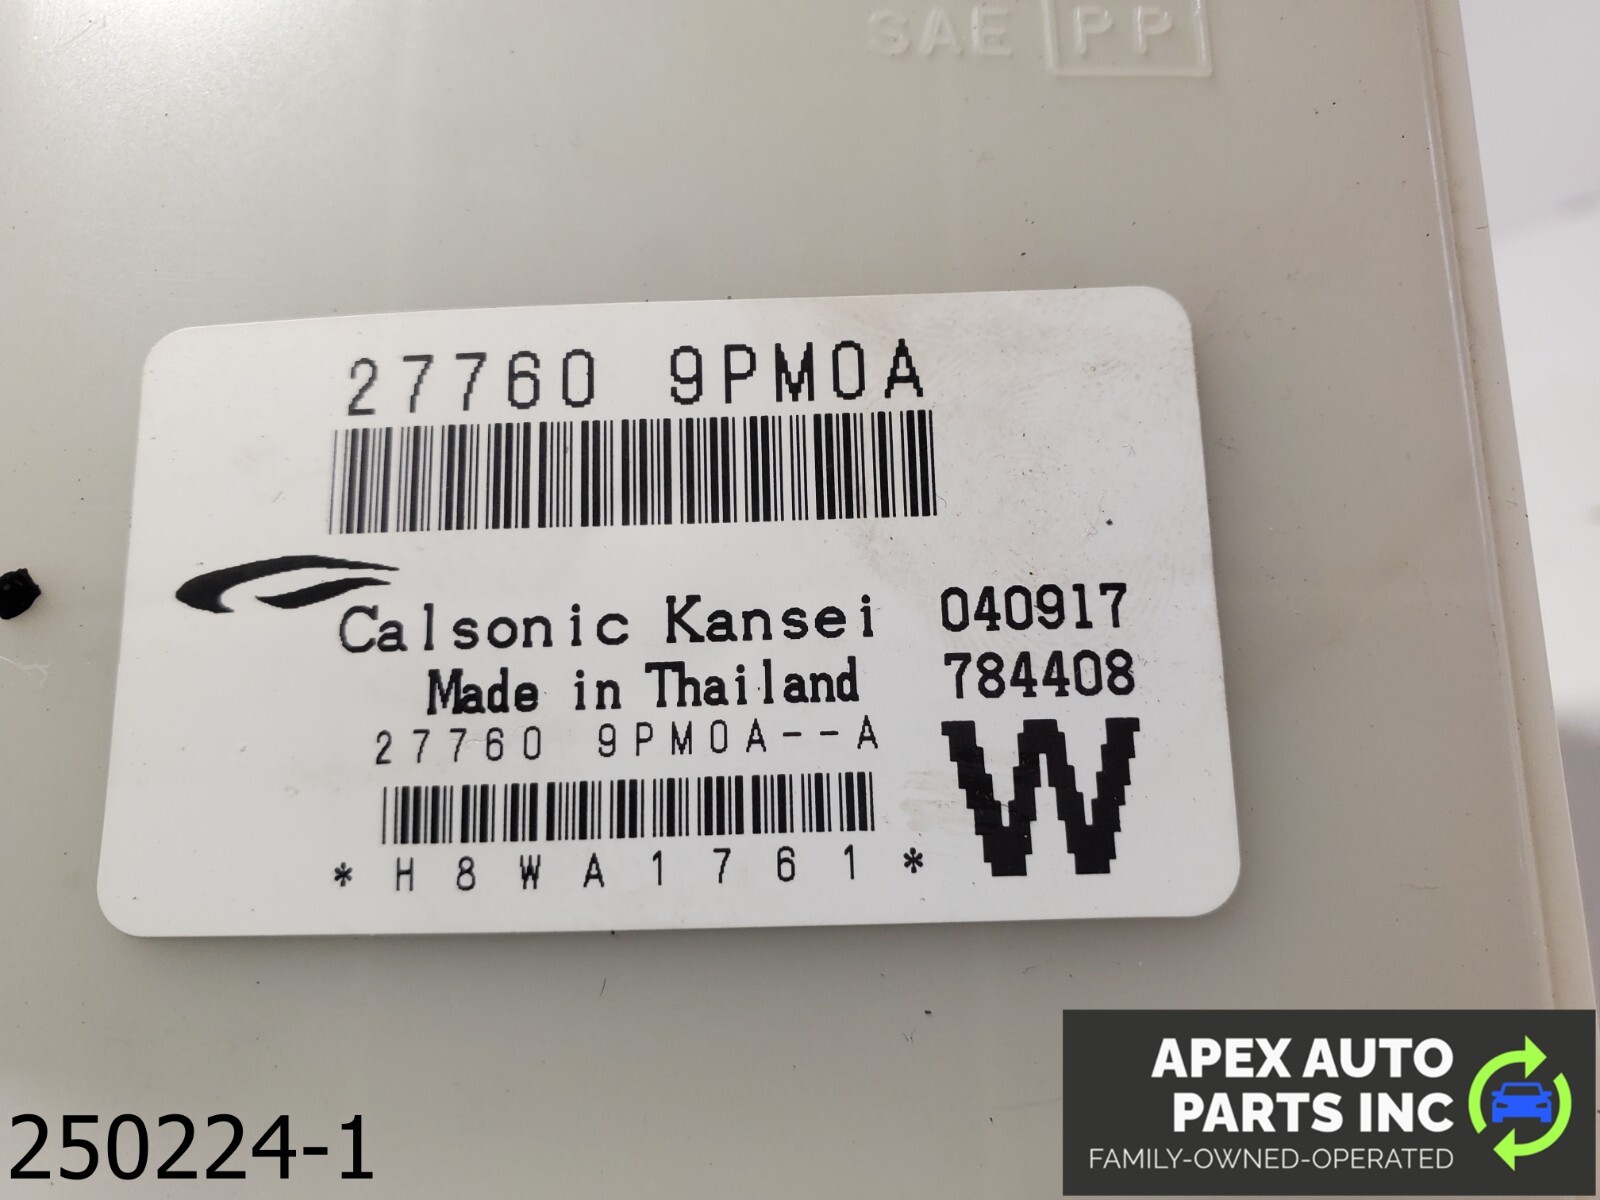 SAE PP
27760 9PM0A
Calsonic Kansei 040917
Made in Thailand 784408
27760 9PM0A--A
W
*H8WA1761*
APEX AUTO
PARTS INC
FAMILY-OWNED-OPERATED
250224-1